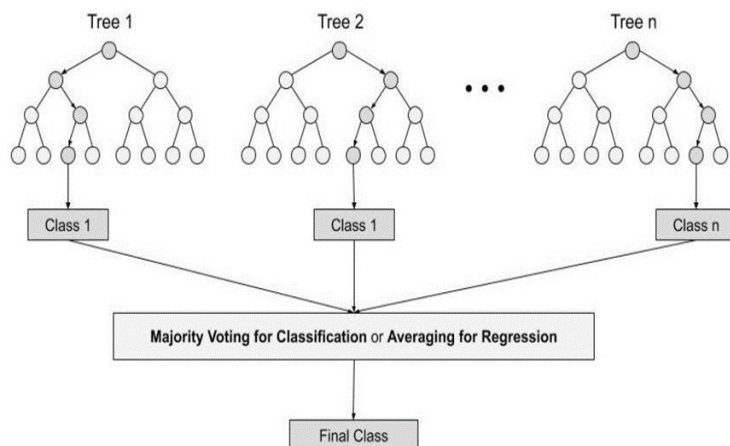 Tree 1
Tree 2
Tree n
Class 1
Class 1
Class n
Majority Voting for Classification or Averaging for Regression
Final Class